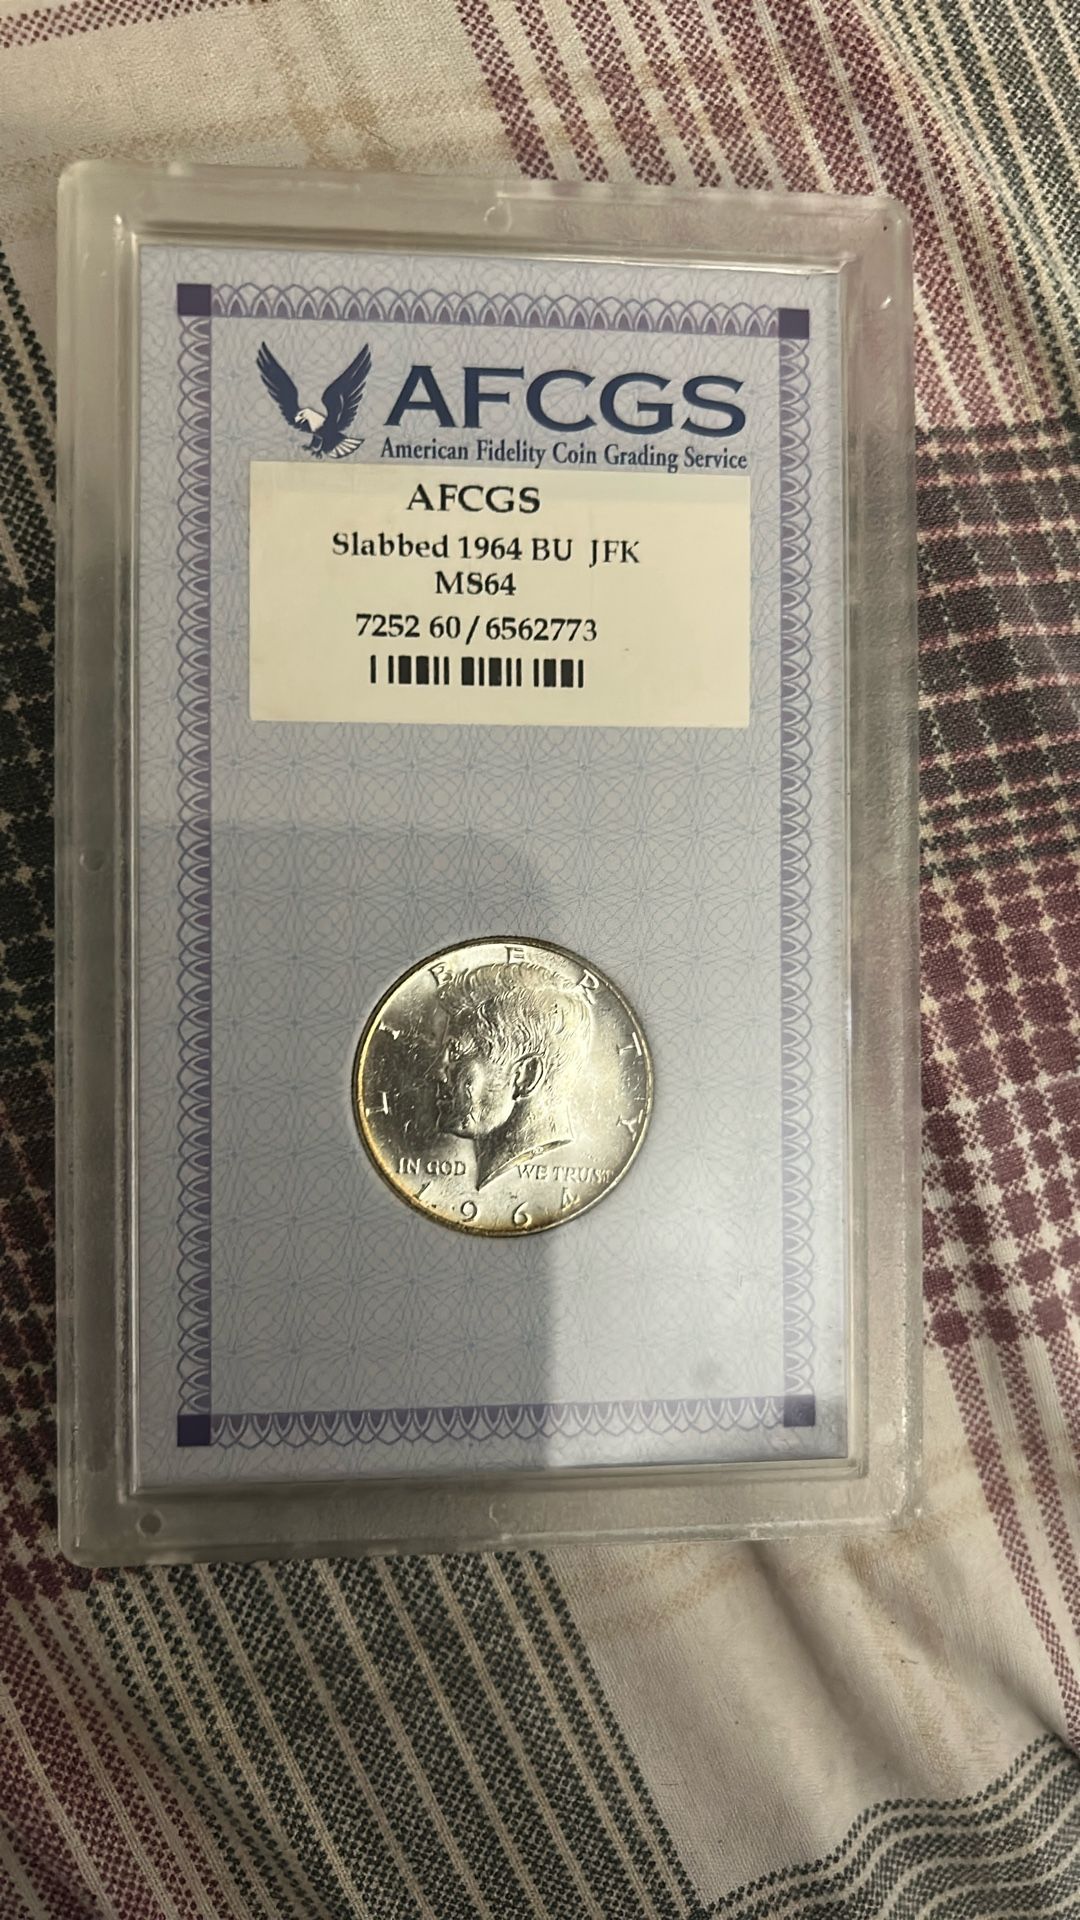 AFCGS
American Fidelity Coin Grading Service
AFCGS
Slabbed 1964 BU JFK
MS64
7252 60 / 6562773
LIBERTY
IN GOD WE TRUST
1964